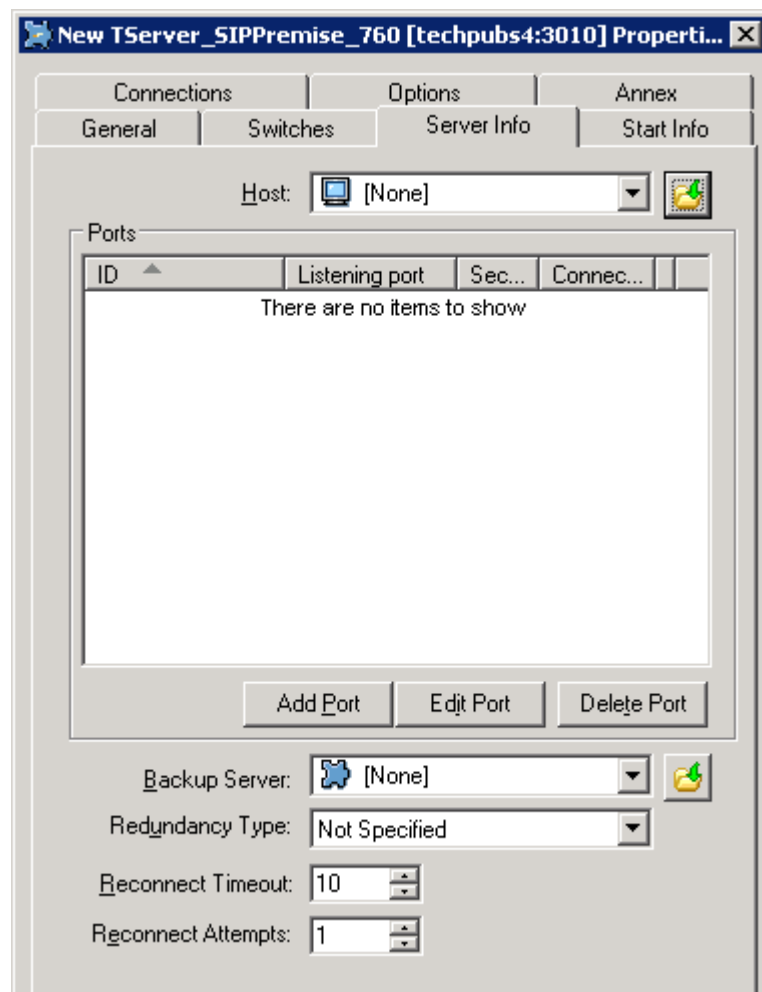 New TServer_SIPPremise_760 [techpubs4:3010] Properti...
Connections Options Annex
General Switches Server Info Start Info
Host: [None]
Ports
ID Listening port Sec... Connec...
There are no items to show
Add Port Edit Port Delete Port
Backup Server: [None]
Redundancy Type: Not Specified
Reconnect Timeout: 10
Reconnect Attempts: 1